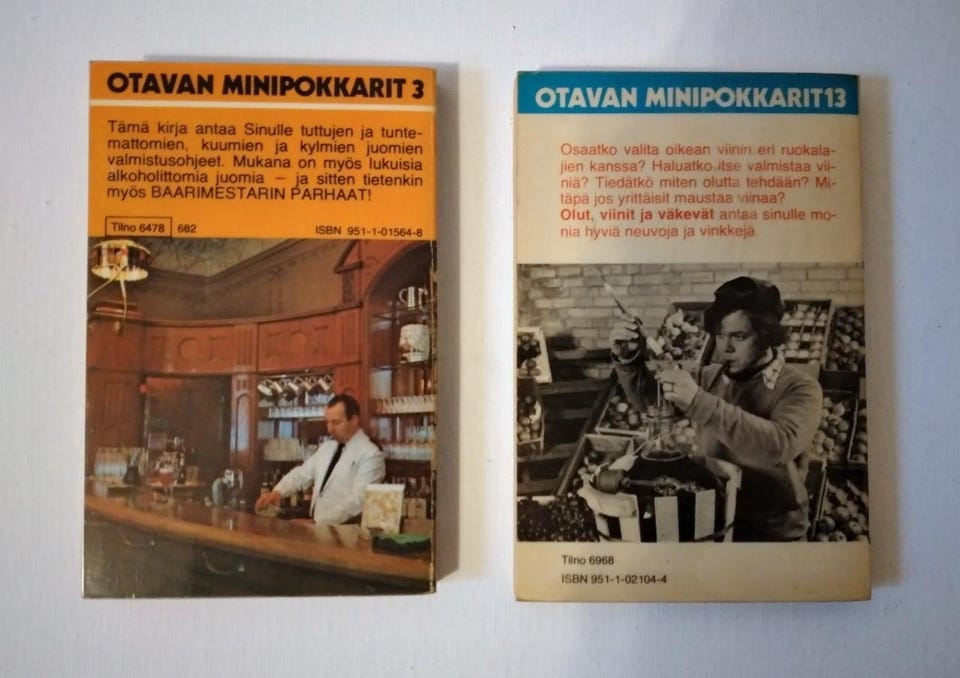 OTAVAN MINIPOKKARIT 3
Tämä kirja antaa Sinulle tuttujen ja tunte-
mattomien, kuumien ja kylmien juomien
valmistusohjeet. Mukana on myös lukuisia
alkoholittomia juomia – ja sitten tietenkin
myös BAARIMESTARIN PARHAAT!
Tilno 6478 682 ISBN 951-1-01564-8
OTAVAN MINIPOKKARIT 13
Osaatko valita oikean viinin eri ruokala-
jien kanssa? Haluatko itse valmistaa vii-
niä? Tiedätkö miten olutta tehdään? Mi-
täpä jos yrittäisit maustaa viinaa?
Olut, viinit ja väkevät antaa sinulle mo-
nia hyviä neuvoja ja vinkkejä.
Tilno 6968
ISBN 951-1-02104-4